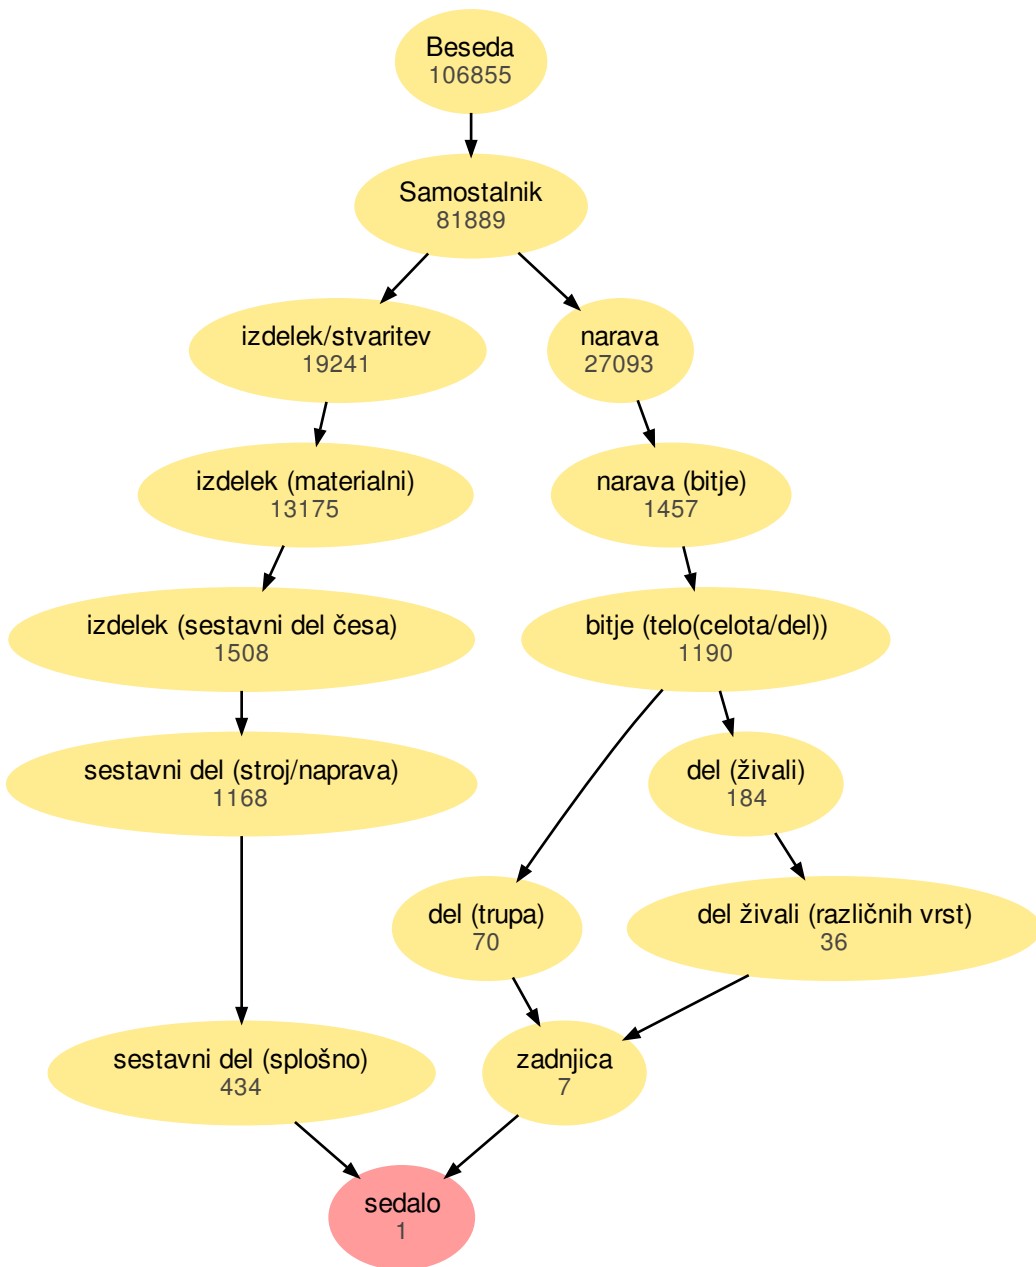 Beseda
106855
Samostalnik
81889
izdelek/stvaritev
19241
narava
27093
izdelek (materialni)
13175
narava (bitje)
1457
izdelek (sestavni del česa)
1508
bitje (telo(celota/del))
1190
sestavni del (stroj/naprava)
1168
del (živali)
184
del (trupa)
70
del živali (različnih vrst)
36
sestavni del (splošno)
434
zadnjica
7
sedalo
1